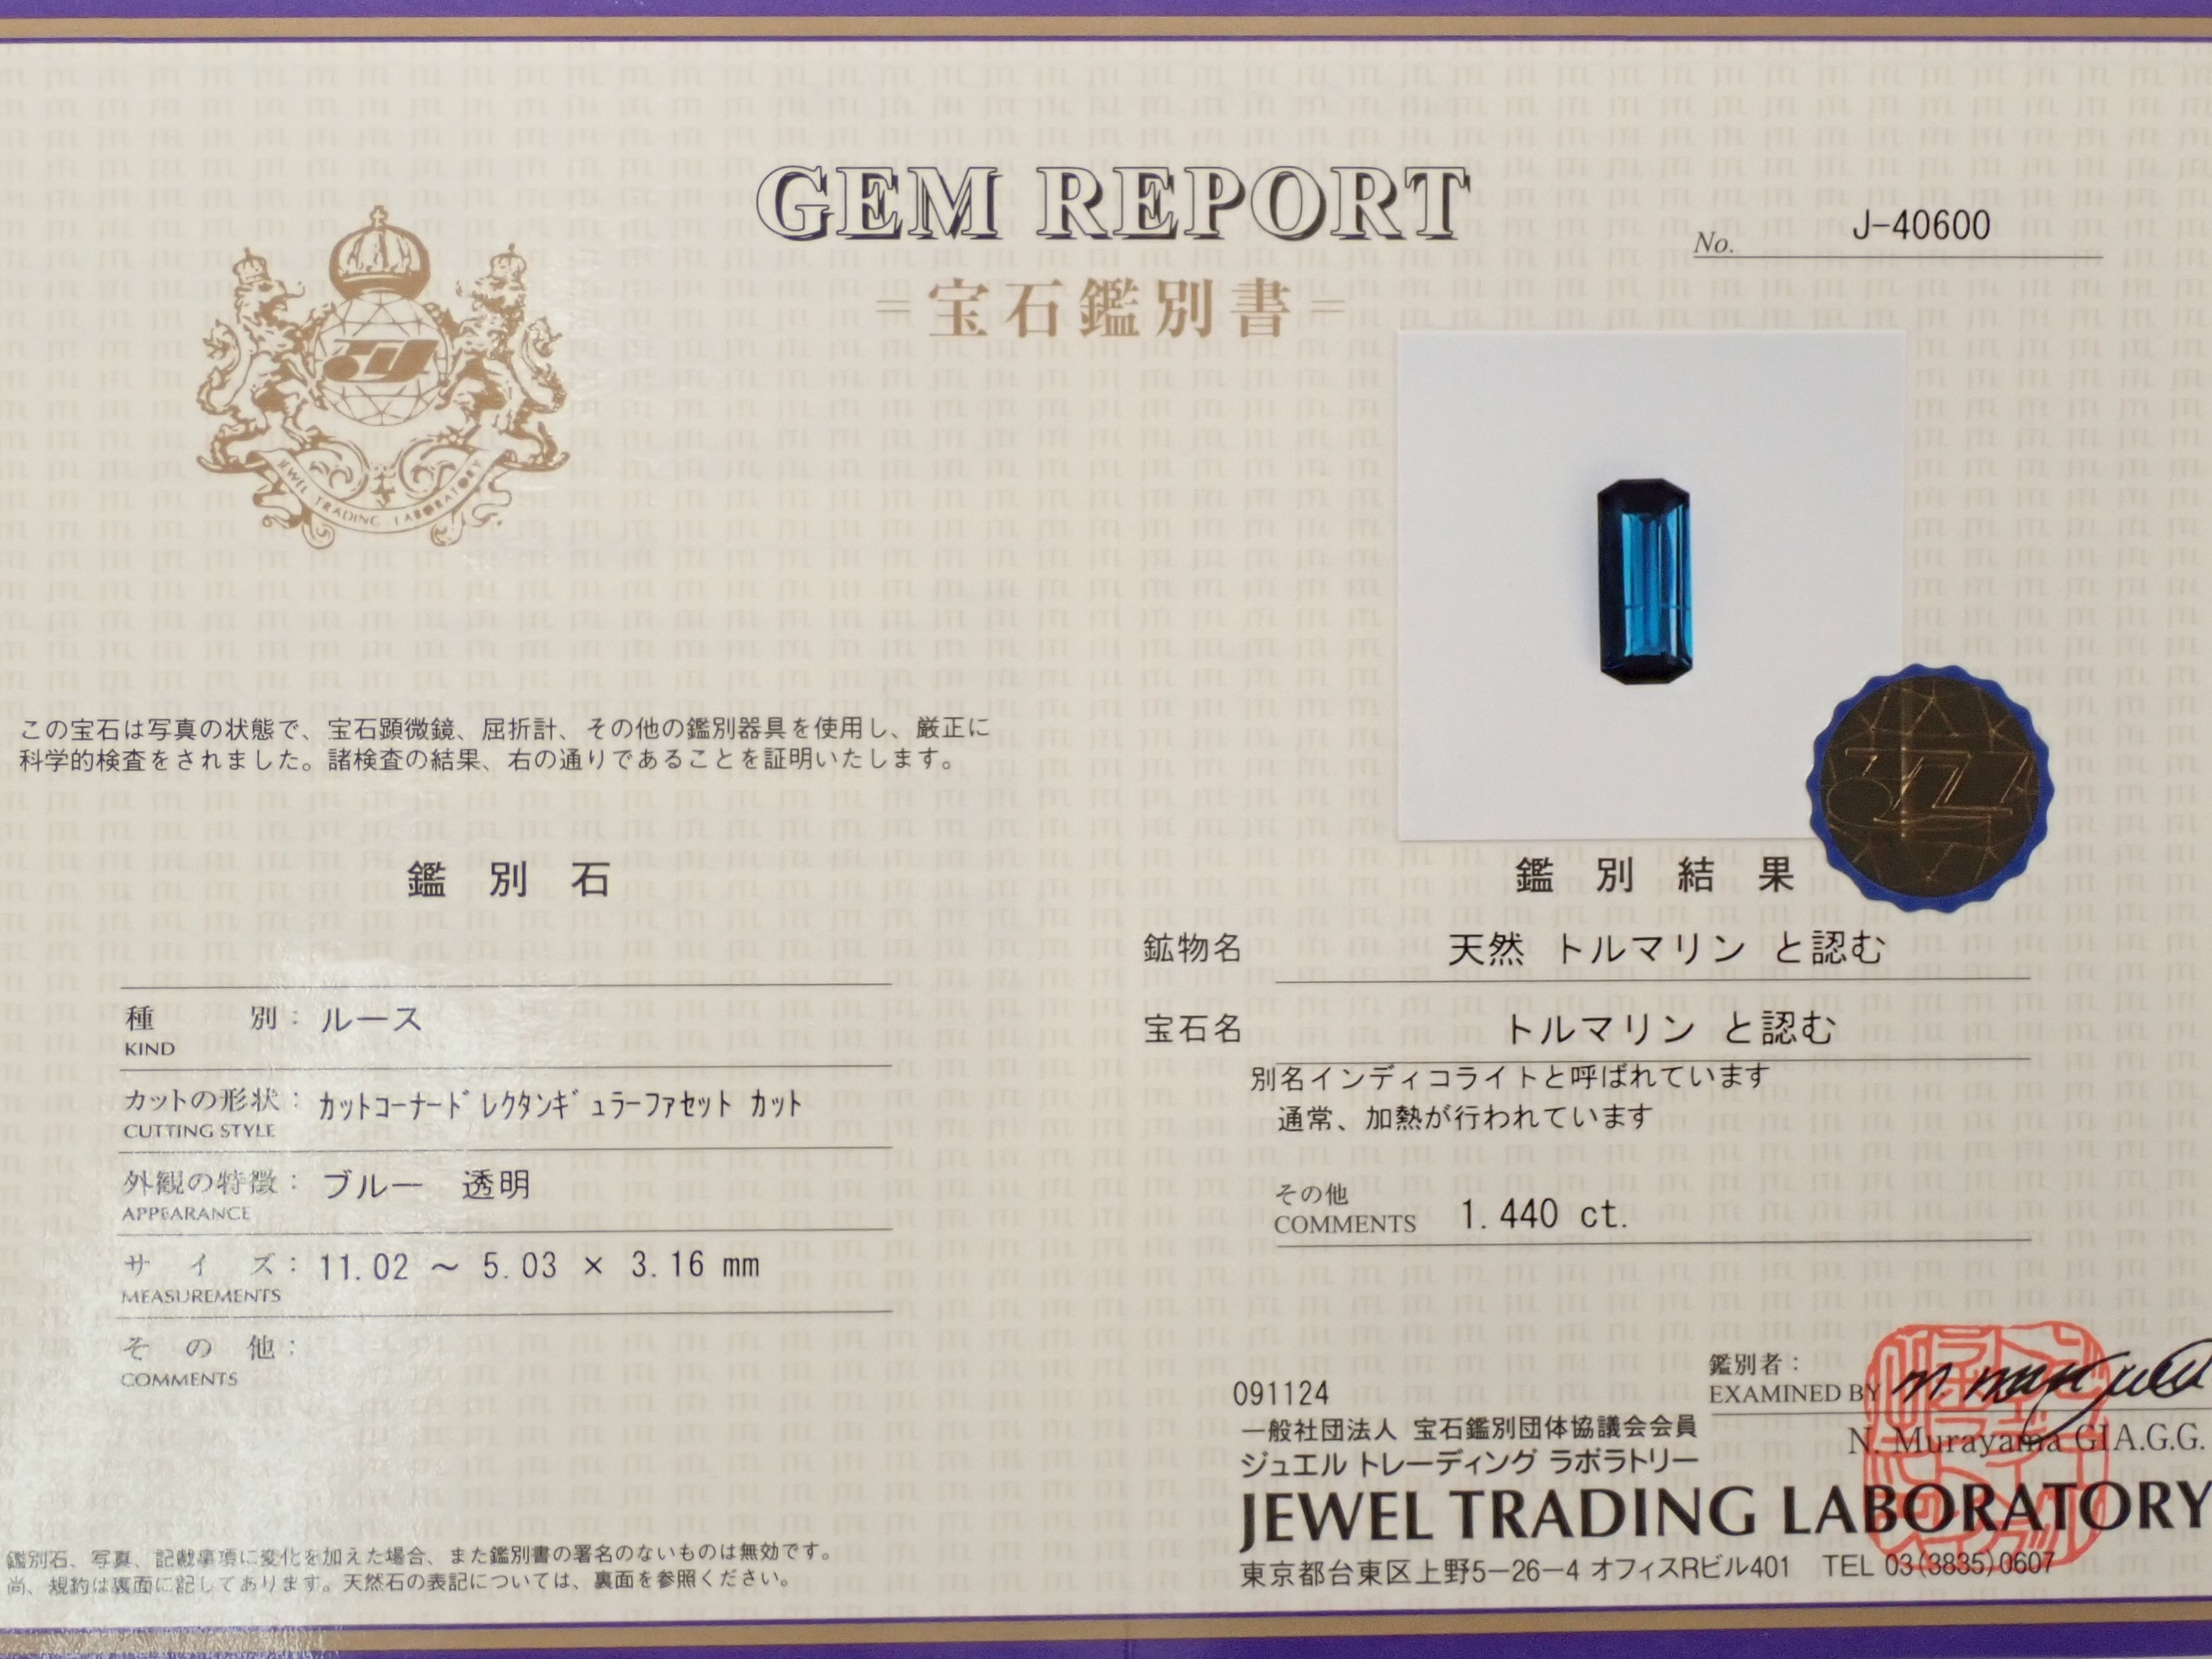 GEM REPORT
=宝石鑑別書=
No. J-40600
JEWEL TRADING LABORATORY
この宝石は写真の状態で、宝石顕微鏡、屈折計、その他の鑑別器具を使用し、厳正に
科学的検査をされました。諸検査の結果、右の通りであることを証明いたします。
鑑別石
種別: ルース
KIND
カットの形状: カットコーナード レクタンギュラーファセット カット
CUTTING STYLE
外観の特徴: ブルー 透明
APPEARANCE
サイズ: 11.02 ～ 5.03 × 3.16 mm
MEASUREMENTS
その他:
COMMENTS
鑑別石、写真、記載事項に変化を加えた場合、また鑑別書の署名のないものは無効です。
尚、規約は裏面に記してあります。天然石の表記については、裏面を参照ください。
鑑別結果
鉱物名 天然 トルマリン と認む
宝石名 トルマリン と認む
別名インディコライトと呼ばれています
通常、加熱が行われています
その他
COMMENTS 1.440 ct.
鑑別者:
EXAMINED BY
N. Murayama GIA.G.G.
091124
一般社団法人 宝石鑑別団体協議会会員
ジュエル トレーディング ラボラトリー
JEWEL TRADING LABORATORY
東京都台東区上野5－26－4 オフィスRビル401 TEL 03(3835)0607